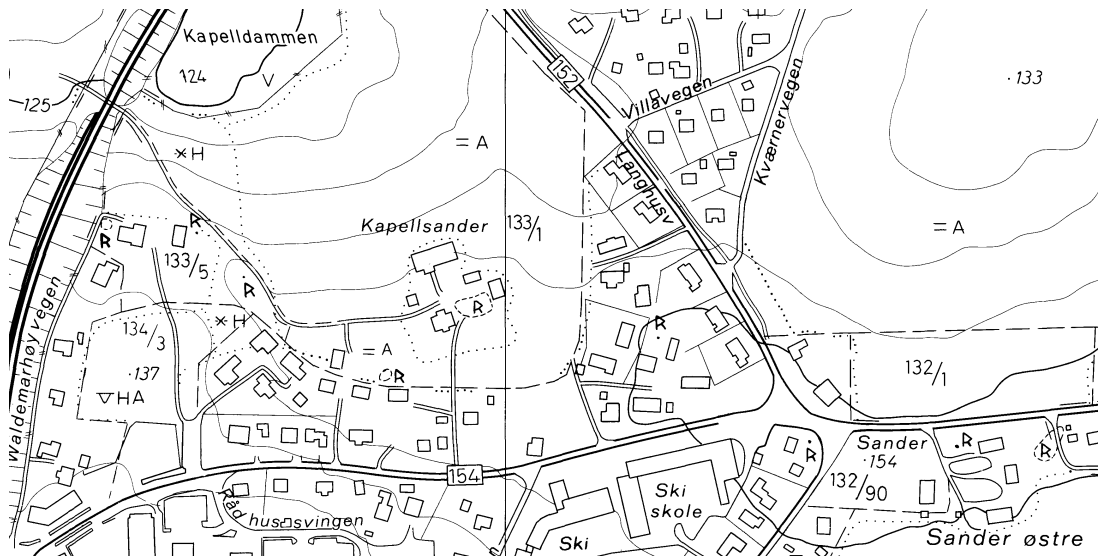 Kapelldammen
124
V
125
152
Villavegen
133
Kværnervegen
H
A
Langhusv
Kapellsander
133/1
A
R
R
133/5
R
R
H
134/3
R
A
132/1
137
R
HA
Waldemarhøyvegen
Sander
R
R
R
154
154
132/90
Ski
skole
Rådhusssvingen
Ski
Sander østre